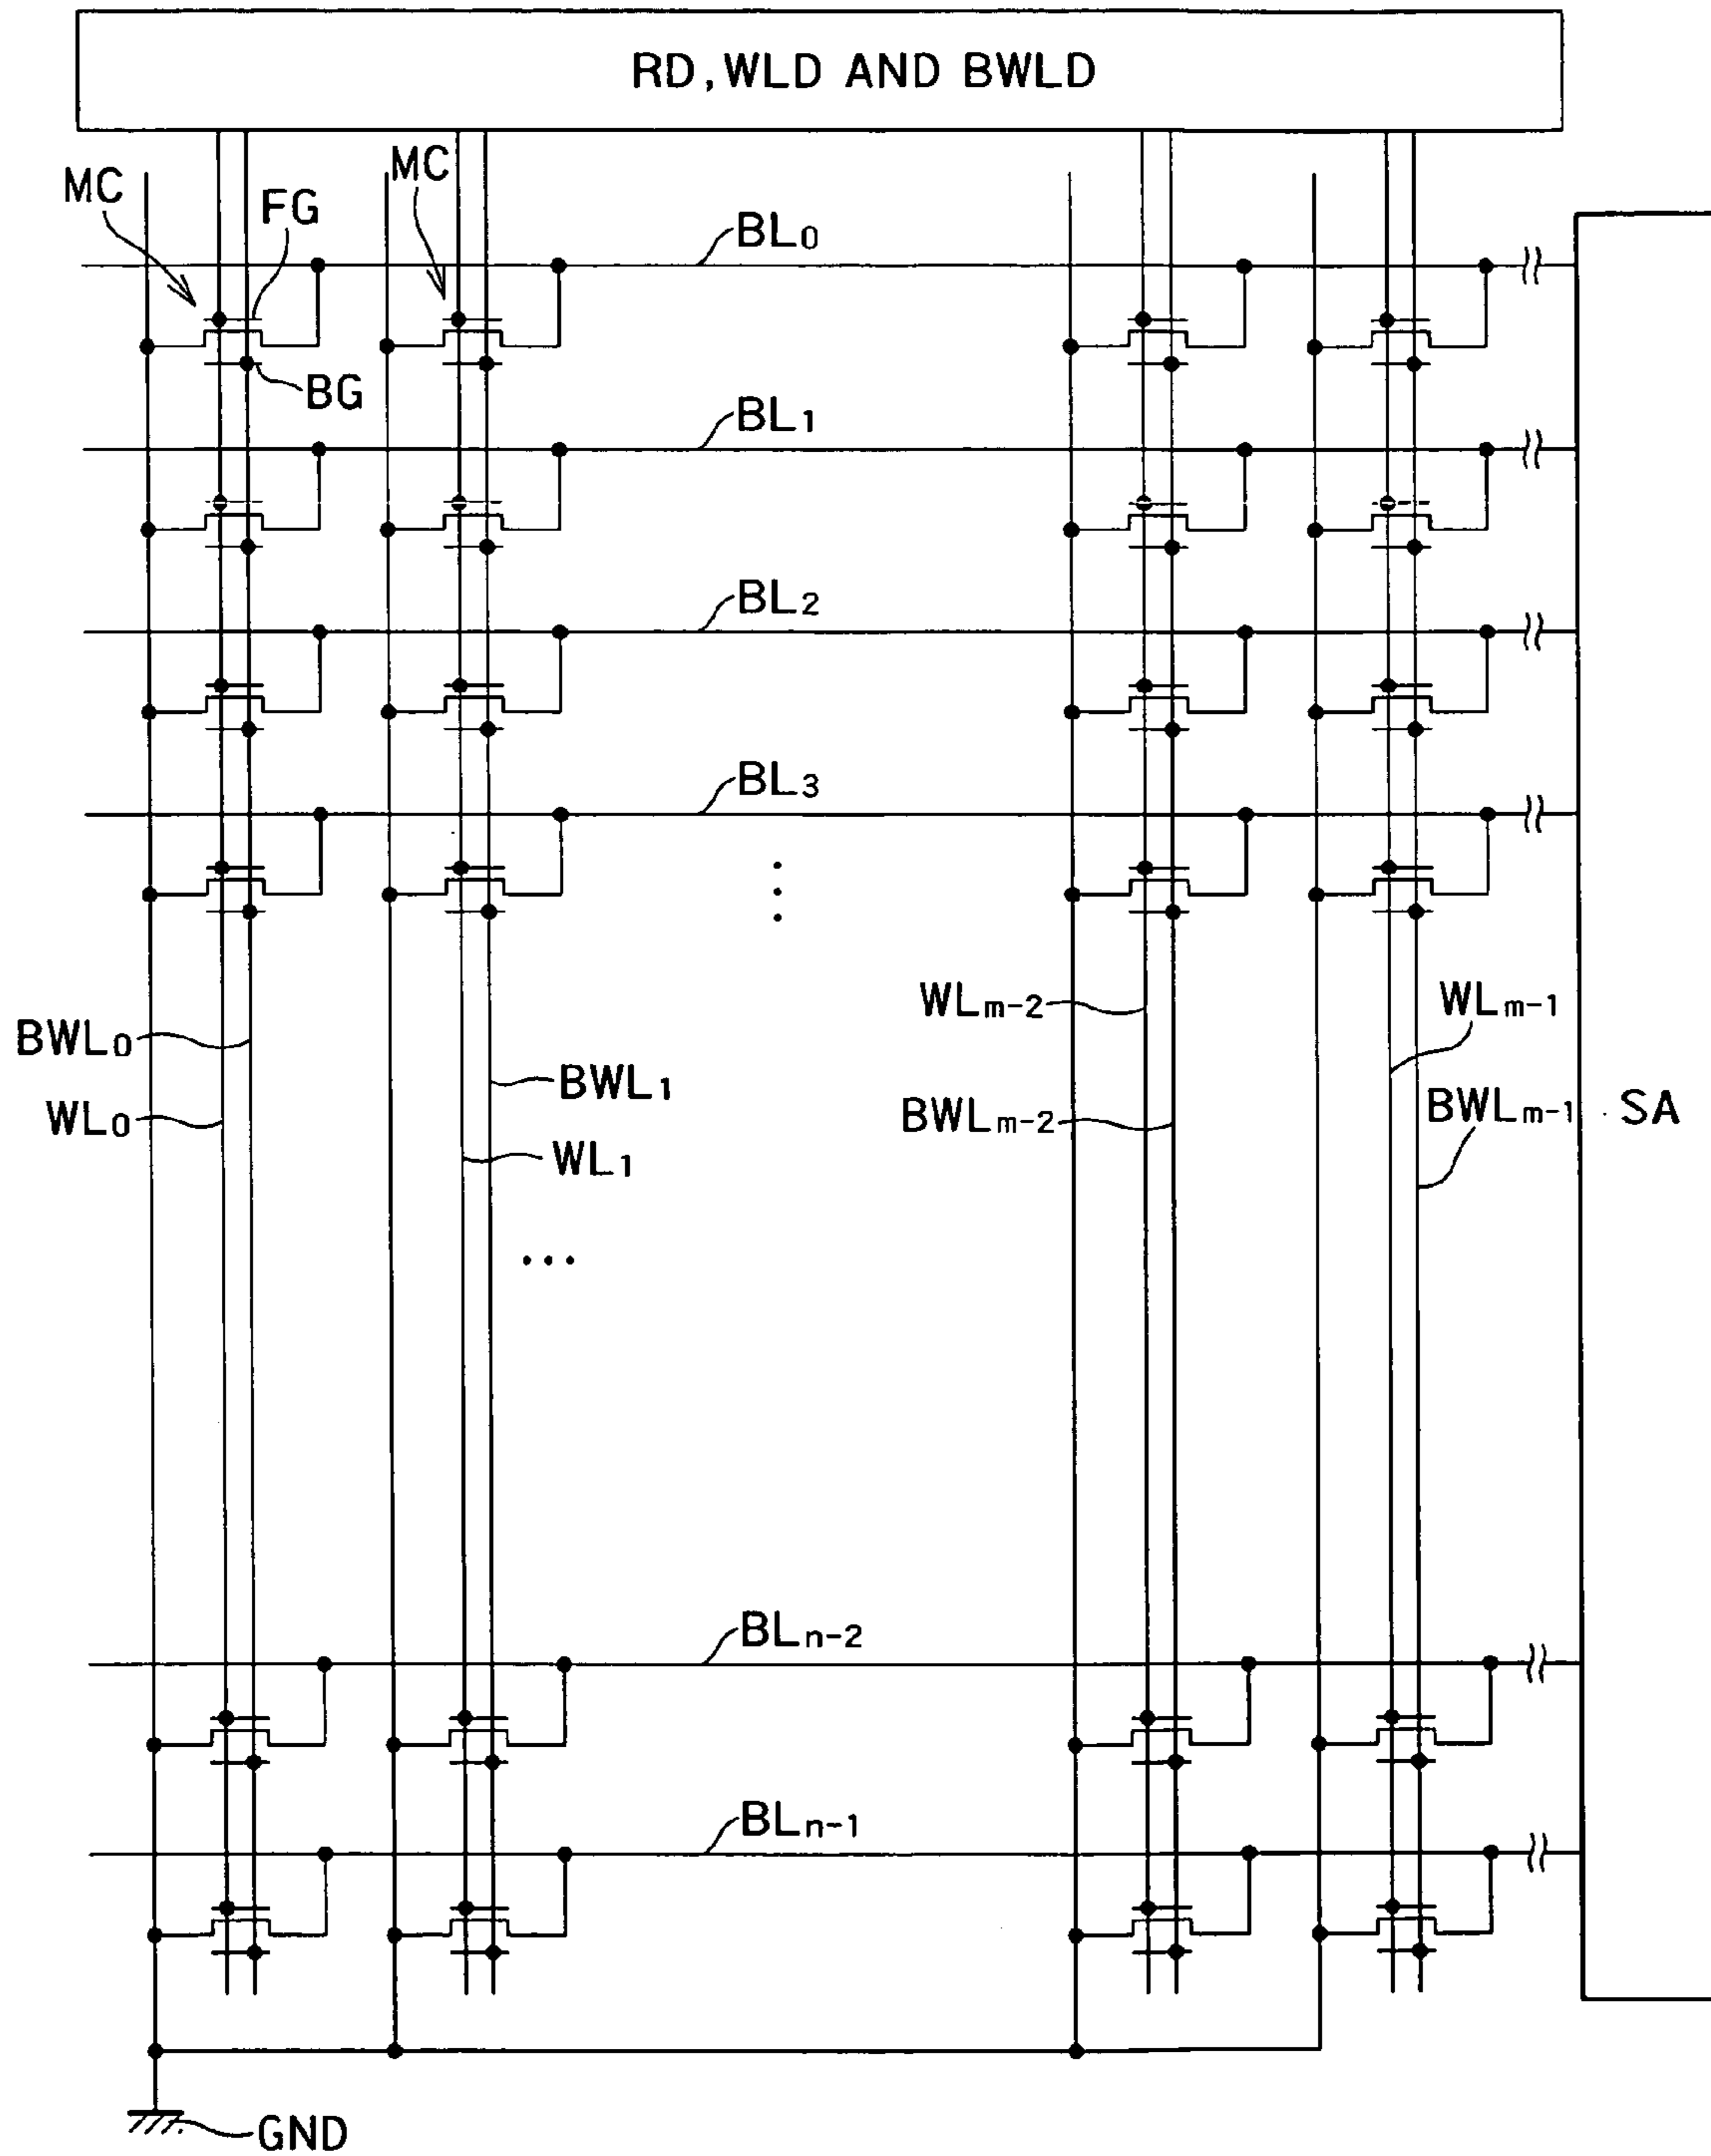 RD, WLD AND BWLD
MC
MC
FG
BL0
BG
BL1
BL2
BL3
WLm-2
WLm-1
BWL0
BWL1
BWLm-2
BWLm-1
SA
WL0
WL1
...
BLn-2
BLn-1
GND